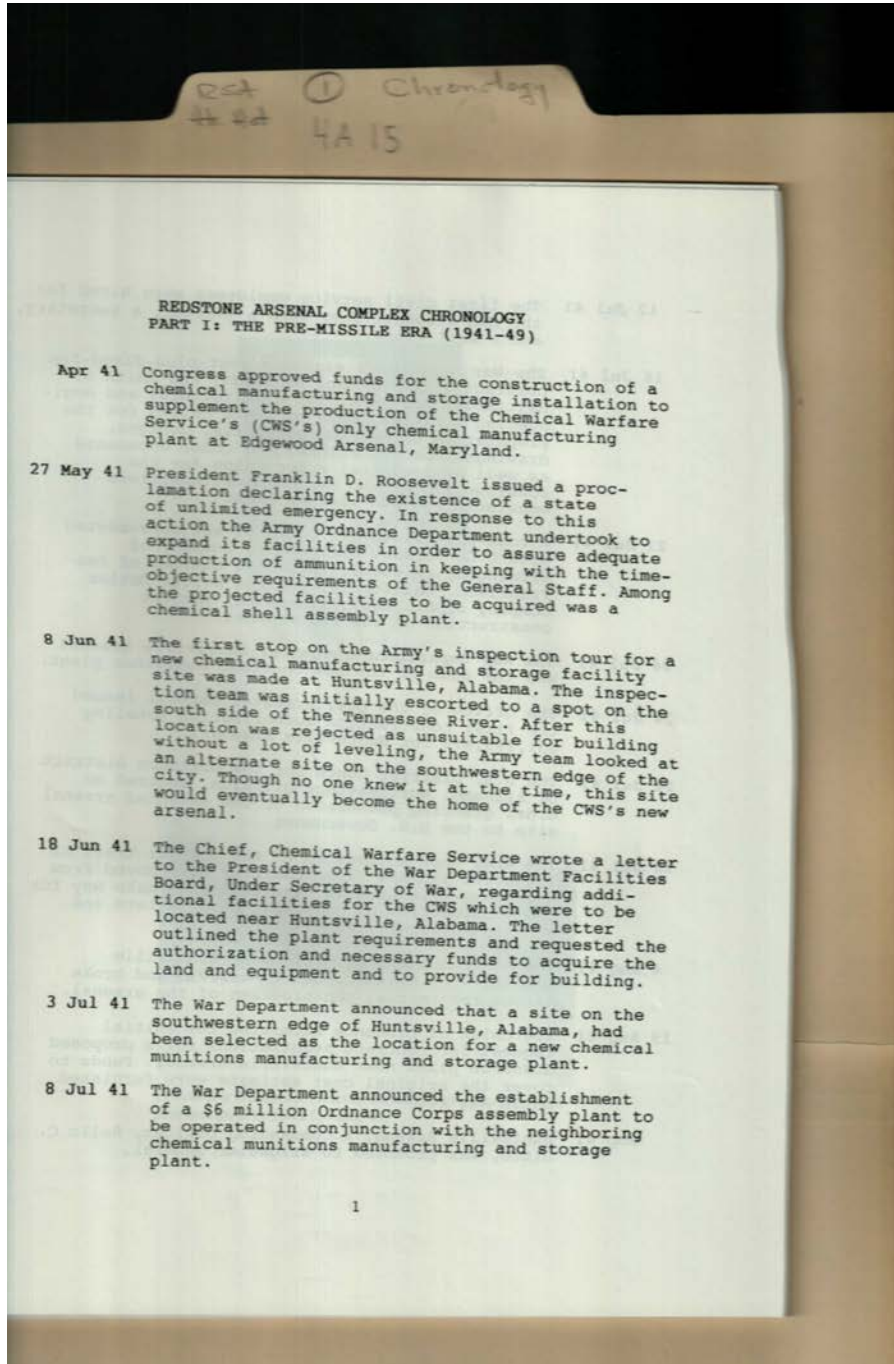 RSA ① Chronology
4A 15
REDSTONE ARSENAL COMPLEX CHRONOLOGY
PART I: THE PRE-MISSILE ERA (1941-49)
Apr 41 Congress approved funds for the construction of a
chemical manufacturing and storage installation to
supplement the production of the Chemical Warfare
Service's (CWS's) only chemical manufacturing
plant at Edgewood Arsenal, Maryland.
27 May 41 President Franklin D. Roosevelt issued a proc-
lamation declaring the existence of a state
of unlimited emergency. In response to this
action the Army Ordnance Department undertook to
expand its facilities in order to assure adequate
production of ammunition in keeping with the time-
objective requirements of the General Staff. Among
the projected facilities to be acquired was a
chemical shell assembly plant.
8 Jun 41 The first stop on the Army's inspection tour for a
new chemical manufacturing and storage facility
site was made at Huntsville, Alabama. The inspec-
tion team was initially escorted to a spot on the
south side of the Tennessee River. After this
location was rejected as unsuitable for building
without a lot of leveling, the Army team looked at
an alternate site on the southwestern edge of the
city. Though no one knew it at the time, this site
would eventually become the home of the CWS's new
arsenal.
18 Jun 41 The Chief, Chemical Warfare Service wrote a letter
to the President of the War Department Facilities
Board, Under Secretary of War, regarding addi-
tional facilities for the CWS which were to be
located near Huntsville, Alabama. The letter
outlined the plant requirements and requested the
authorization and necessary funds to acquire the
land and equipment and to provide for building.
3 Jul 41 The War Department announced that a site on the
southwestern edge of Huntsville, Alabama, had
been selected as the location for a new chemical
munitions manufacturing and storage plant.
8 Jul 41 The War Department announced the establishment
of a $6 million Ordnance Corps assembly plant to
be operated in conjunction with the neighboring
chemical munitions manufacturing and storage
plant.
1